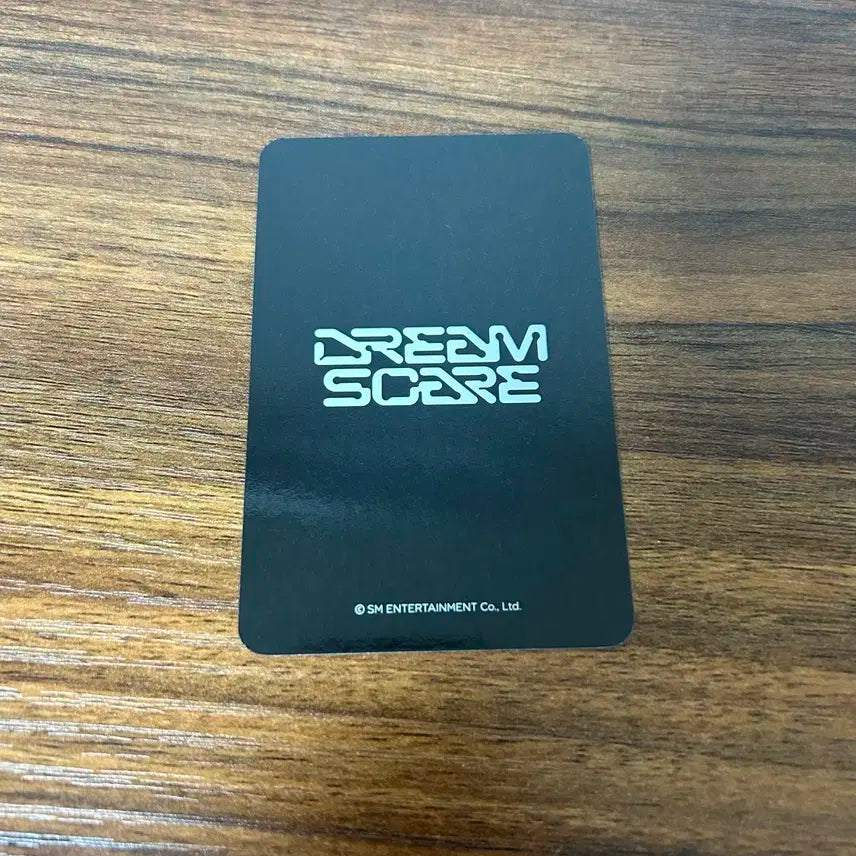 DREAM
SCAPE
© SM ENTERTAINMENT Co., Ltd.